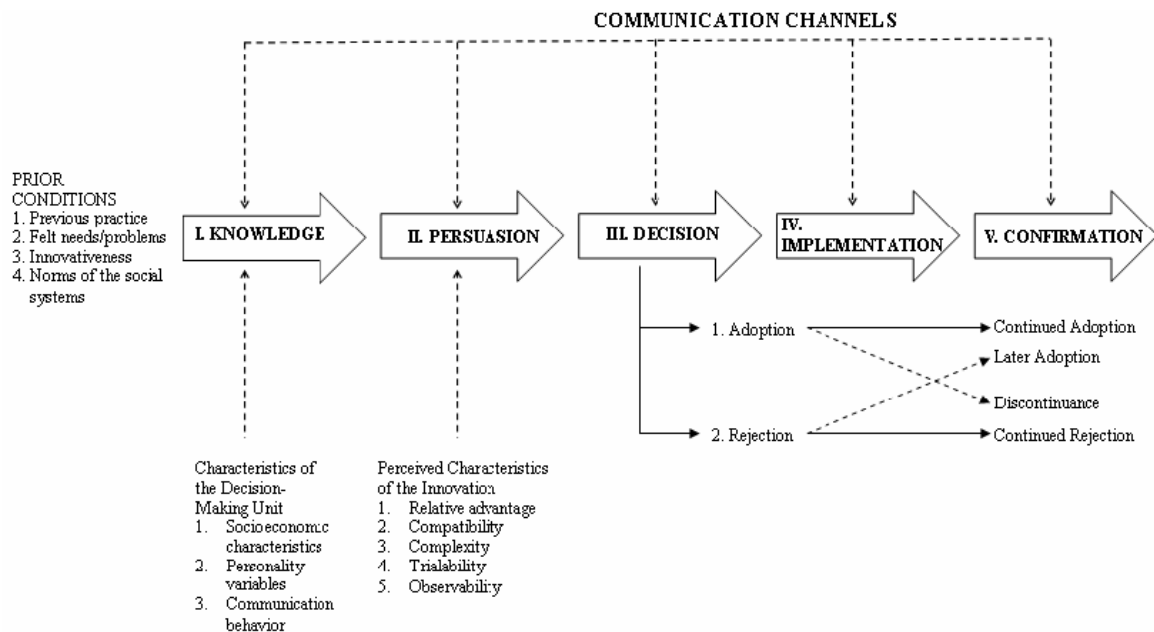 COMMUNICATION CHANNELS
PRIOR
CONDITIONS
1. Previous practice
2. Felt needs/problems
3. Innovativeness
4. Norms of the social
systems
I. KNOWLEDGE
II. PERSUASION
III. DECISION
IV.
IMPLEMENTATION
V. CONFIRMATION
1. Adoption
Continued Adoption
Later Adoption
Discontinuance
2. Rejection
Continued Rejection
Characteristics of
the Decision-
Making Unit
1. Socioeconomic
characteristics
2. Personality
variables
3. Communication
behavior
Perceived Characteristics
of the Innovation
1. Relative advantage
2. Compatibility
3. Complexity
4. Trialability
5. Observability